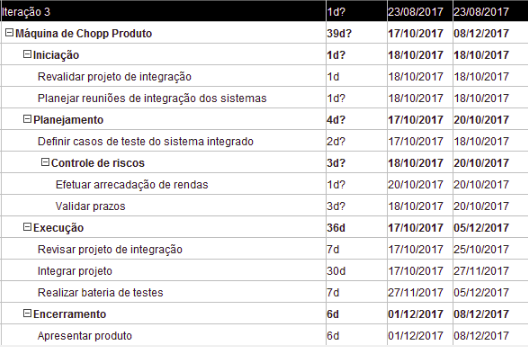 Iteração 3 1d? 23/08/2017 23/08/2017
Máquina de Chopp Produto 39d? 17/10/2017 08/12/2017
Iniciação 1d? 18/10/2017 18/10/2017
Revalidar projeto de integração 1d 18/10/2017 18/10/2017
Planejar reuniões de integração dos sistemas 1d? 18/10/2017 18/10/2017
Planejamento 4d? 17/10/2017 20/10/2017
Definir casos de teste do sistema integrado 2d? 17/10/2017 18/10/2017
Controle de riscos 3d? 18/10/2017 20/10/2017
Efetuar arrecadação de rendas 1d? 20/10/2017 20/10/2017
Validar prazos 3d? 18/10/2017 20/10/2017
Execução 36d 17/10/2017 05/12/2017
Revisar projeto de integração 7d 17/10/2017 25/10/2017
Integrar projeto 30d 17/10/2017 27/11/2017
Realizar bateria de testes 7d 27/11/2017 05/12/2017
Encerramento 6d 01/12/2017 08/12/2017
Apresentar produto 6d 01/12/2017 08/12/2017